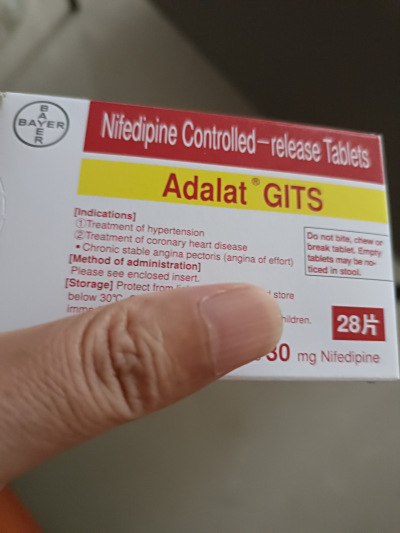 BAYER
BAYER
Nifedipine Controlled-release Tablets
Adalat® GITS
[Indications]
①Treatment of hypertension
②Treatment of coronary heart disease
• Chronic stable angina pectoris (angina of effort)
[Method of administration]
Please see enclosed insert.
[Storage] Protect from store
below 30℃.
children.
Do not bite, chew or
break tablet. Empty
tablets may be no-
ticed in stool.
28片
30 mg Nifedipine